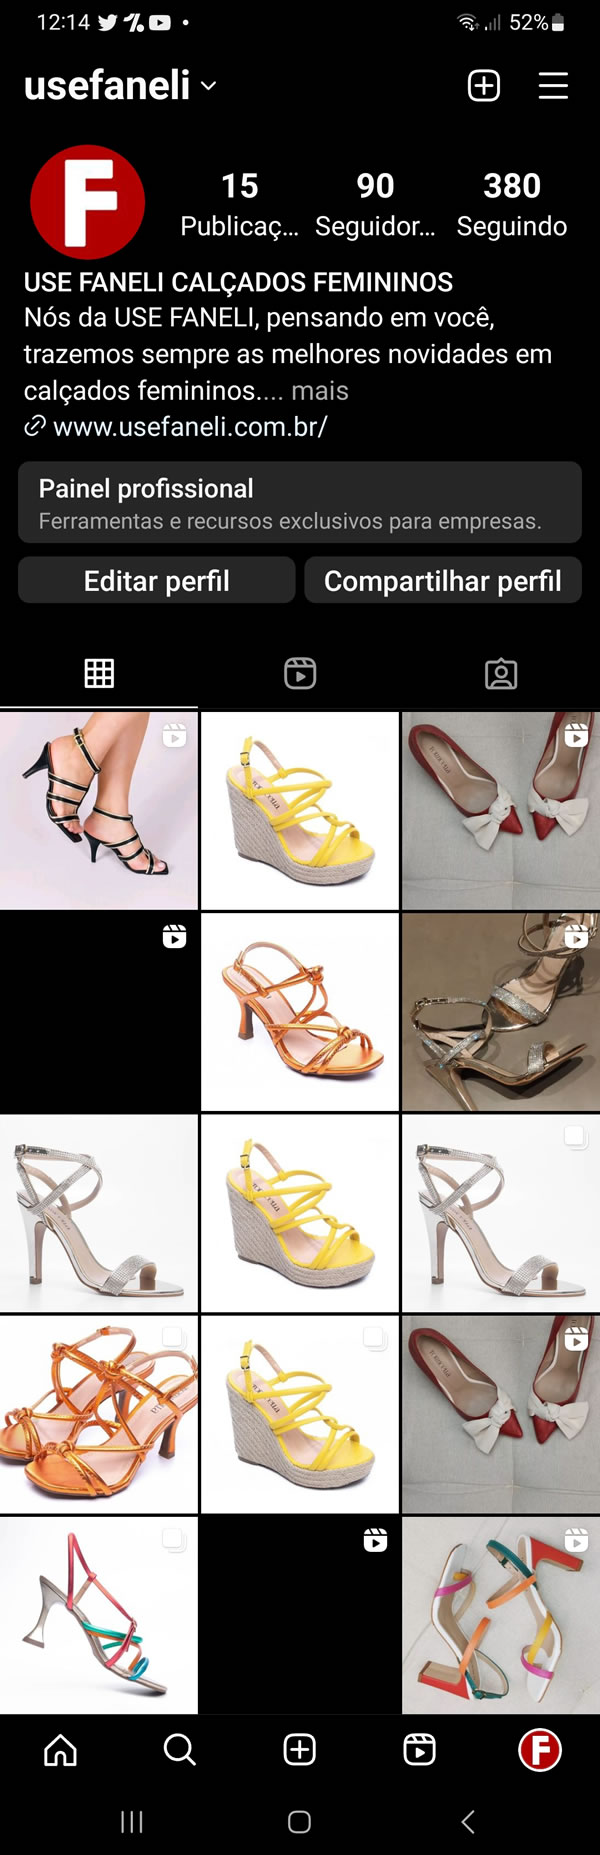 12:14
52%
usefaneli
F
15
90
380
Publicaç...
Seguidor...
Seguindo
USE FANELI CALÇADOS FEMININOS
Nós da USE FANELI, pensando em você,
trazemos sempre as melhores novidades em
calçados femininos.... mais
www.usefaneli.com.br/
Painel profissional
Ferramentas e recursos exclusivos para empresas.
Editar perfil
Compartilhar perfil
F